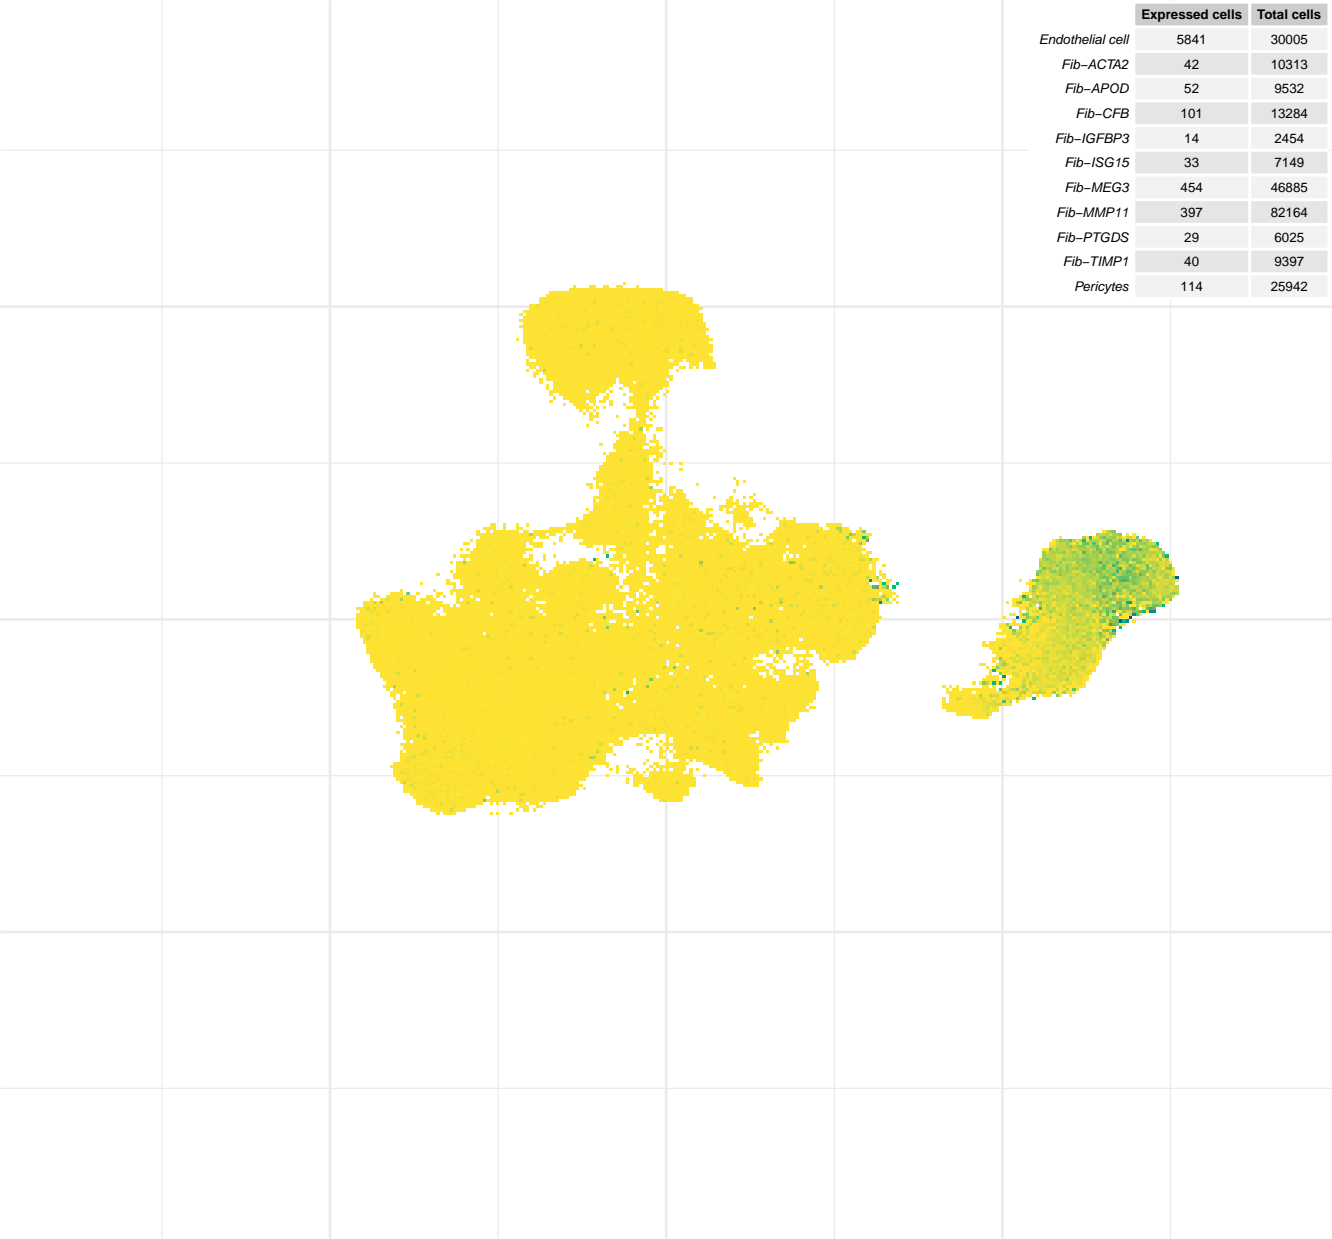 Expressed cells Total cells
Endothelial cell 5841 30005
Fib−ACTA2 42 10313
Fib−APOD 52 9532
Fib−CFB 101 13284
Fib−IGFBP3 14 2454
Fib−ISG15 33 7149
Fib−MEG3 454 46885
Fib−MMP11 397 82164
Fib−PTGDS 29 6025
Fib−TIMP1 40 9397
Pericytes 114 25942